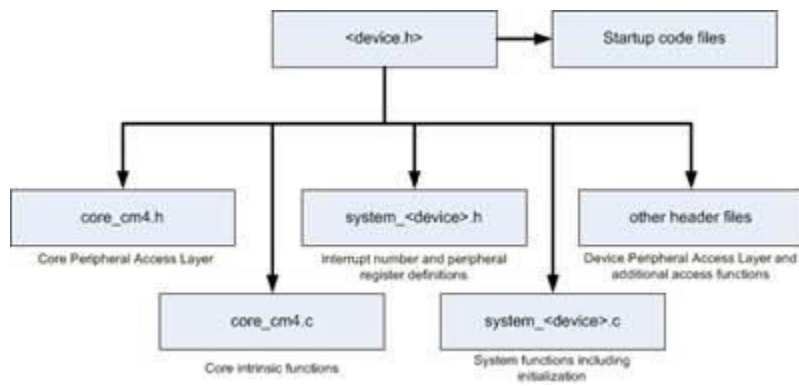 <device.h>
Startup code files
core_cm4.h
system_<device>.h
other header files
Core Peripheral Access Layer
Interrupt number and peripheral
register definitions
Device Peripheral Access Layer and
additional access functions
core_cm4.c
system_<device>.c
Core intrinsic functions
System functions including
initialization